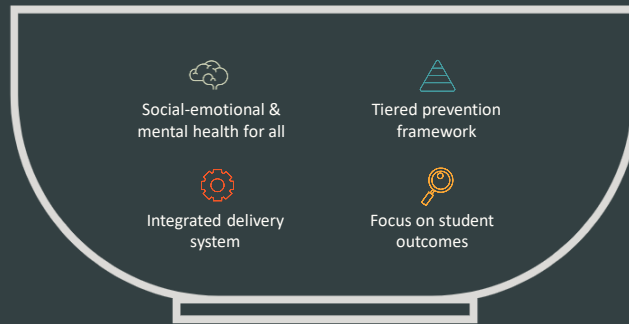 Social-emotional &
mental health for all
Tiered prevention
framework
Integrated delivery
system
Focus on student
outcomes